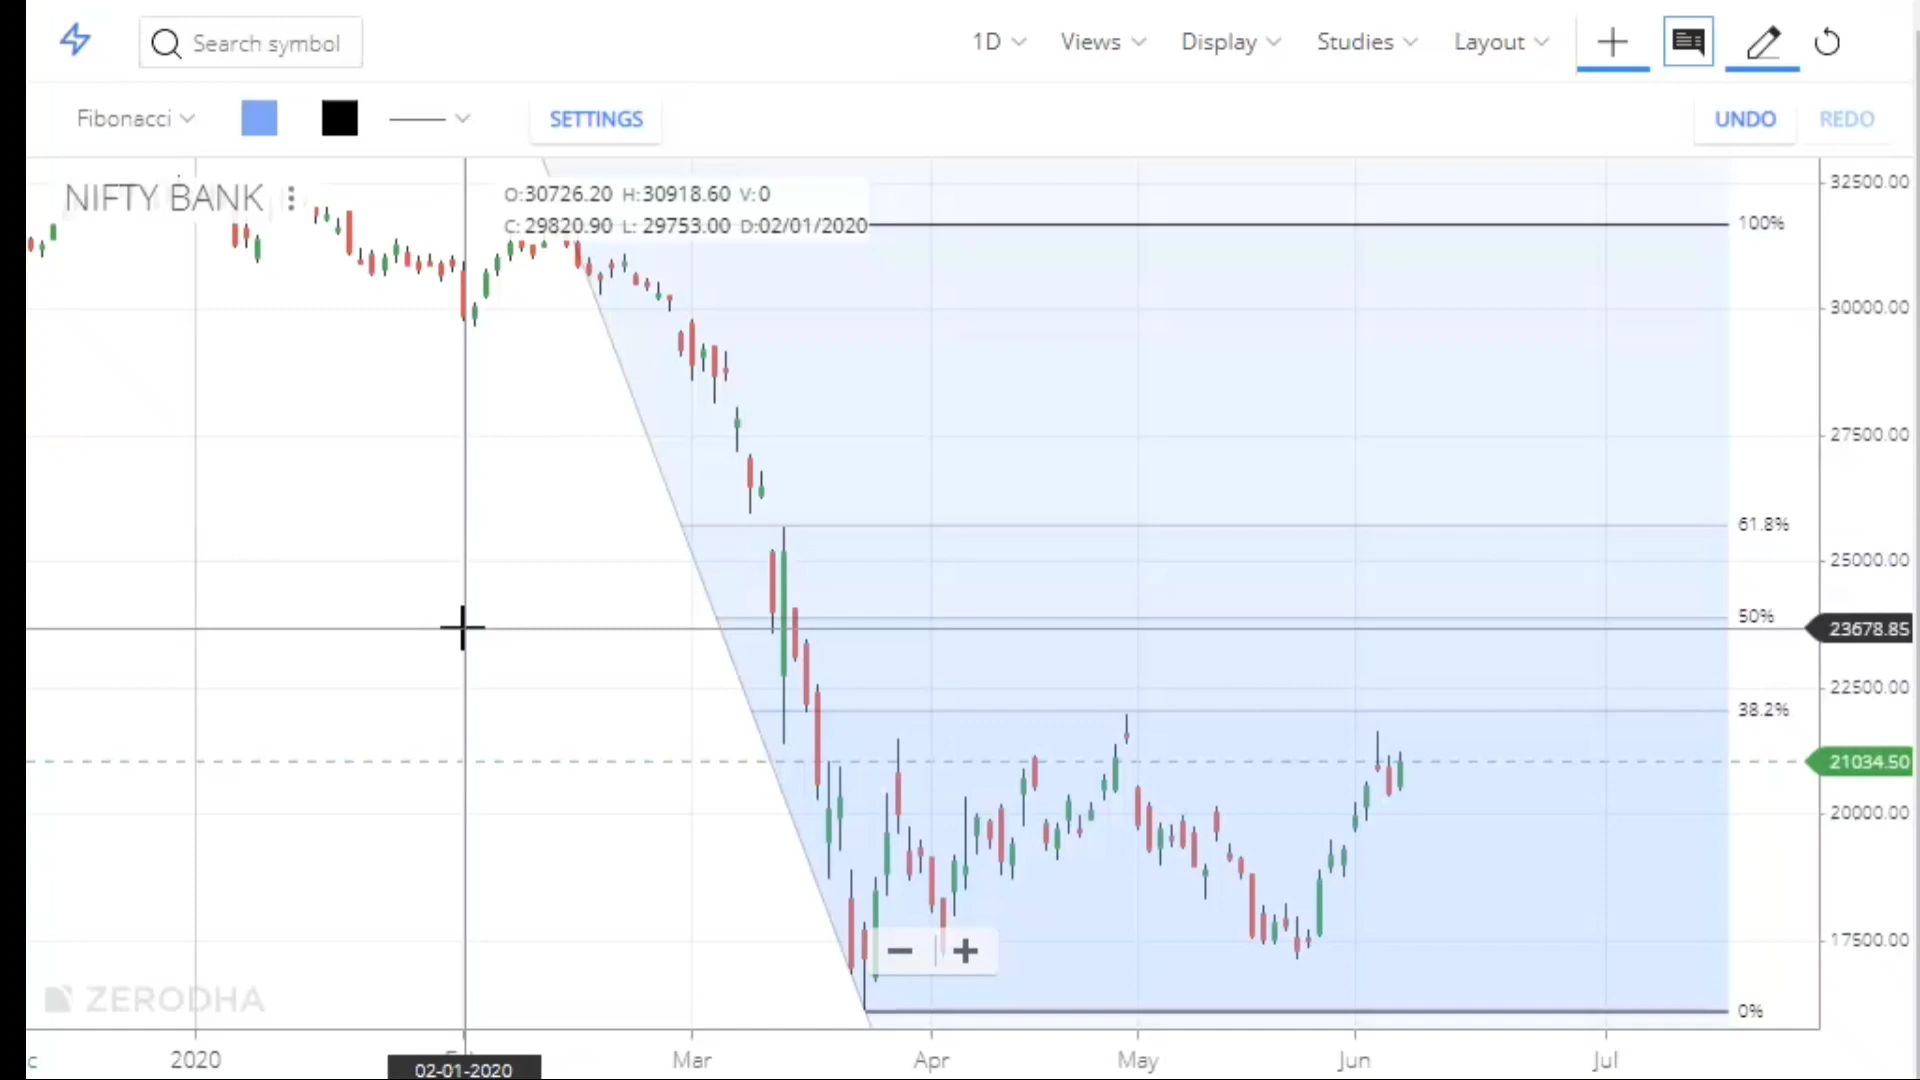 Search symbol
1D Views Display Studies Layout
Fibonacci SETTINGS UNDO REDO
NIFTY BANK
O:30726.20 H:30918.60 V:0
C: 29820.90 L: 29753.00 D:02/01/2020
32500.00
100%
30000.00
27500.00
61.8%
25000.00
50%
23678.85
22500.00
38.2%
21034.50
20000.00
17500.00
ZERODHA
0%
c 2020 Mar Apr May Jun Jul
02-01-2020